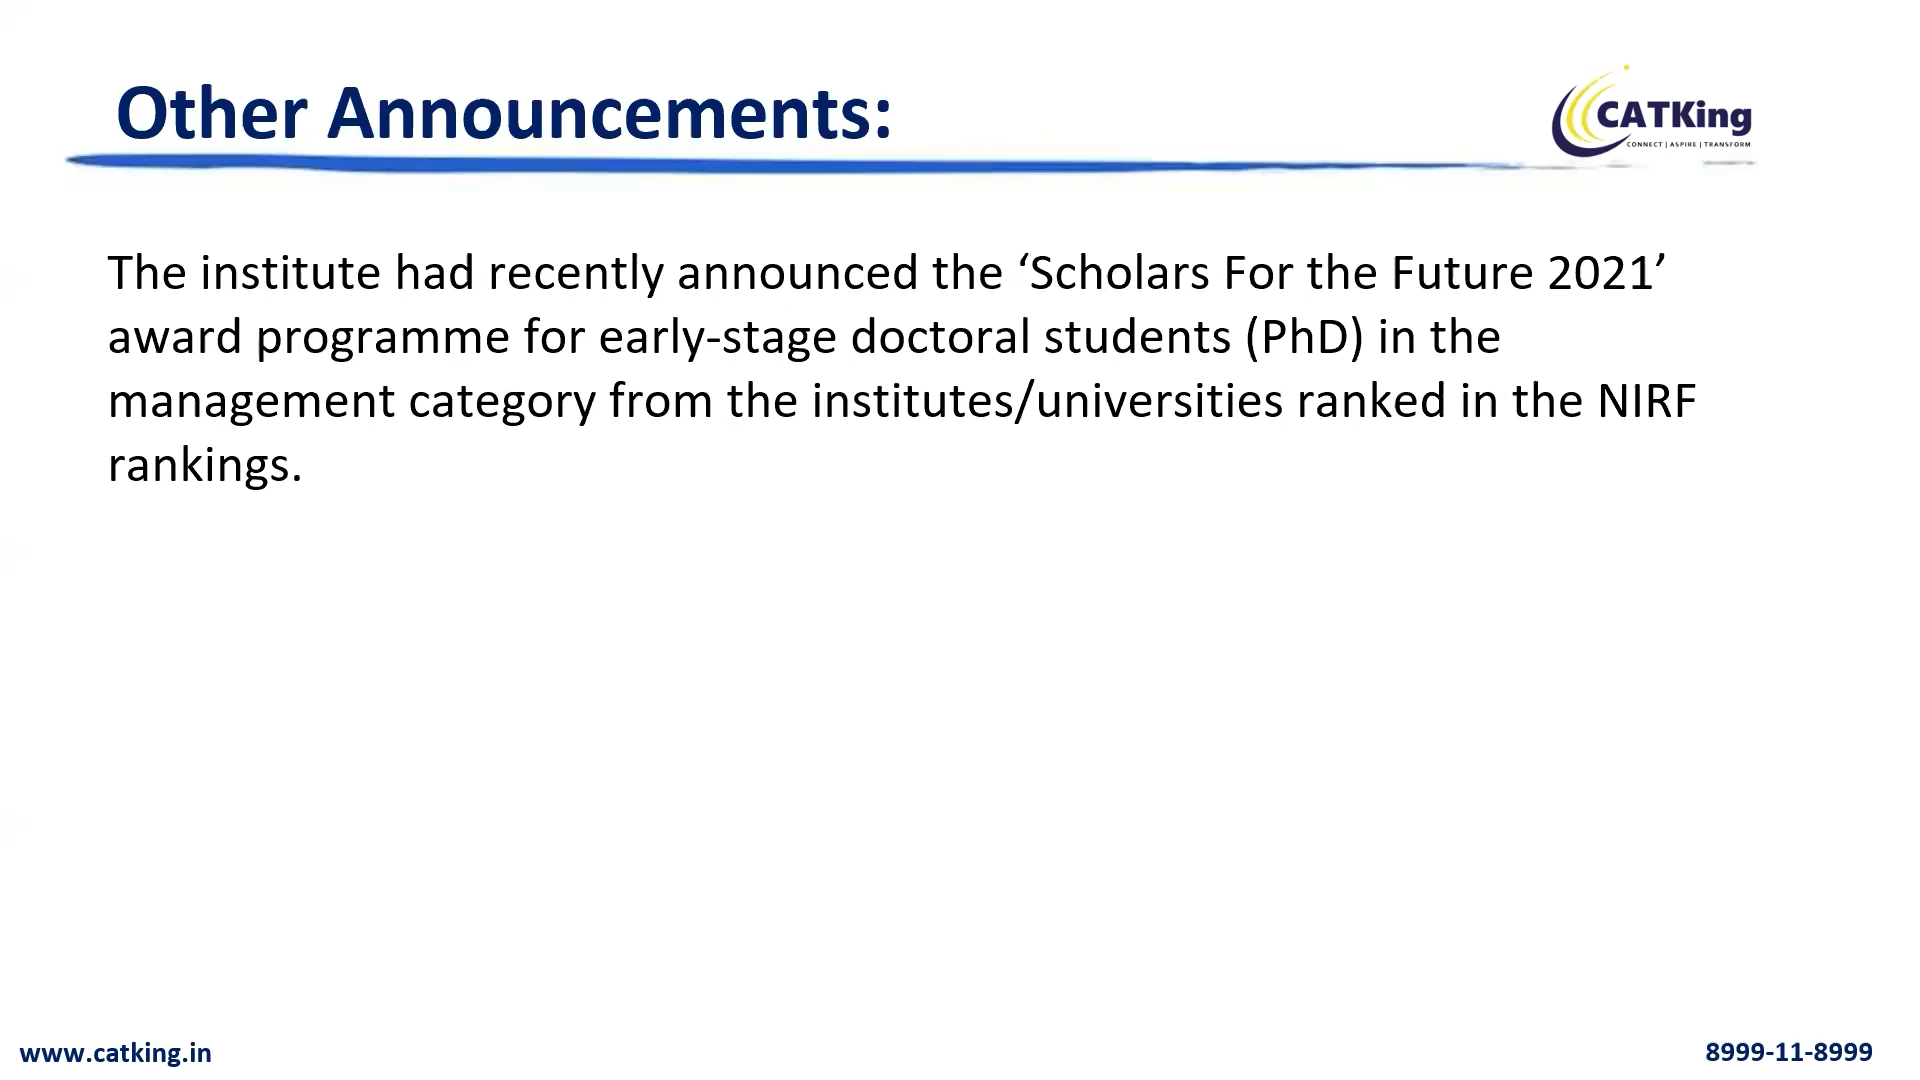 Other Announcements:
CATKing
CONNECT | ASPIRE | TRANSFORM
The institute had recently announced the ‘Scholars For the Future 2021’
award programme for early-stage doctoral students (PhD) in the
management category from the institutes/universities ranked in the NIRF
rankings.
www.catking.in
8999-11-8999